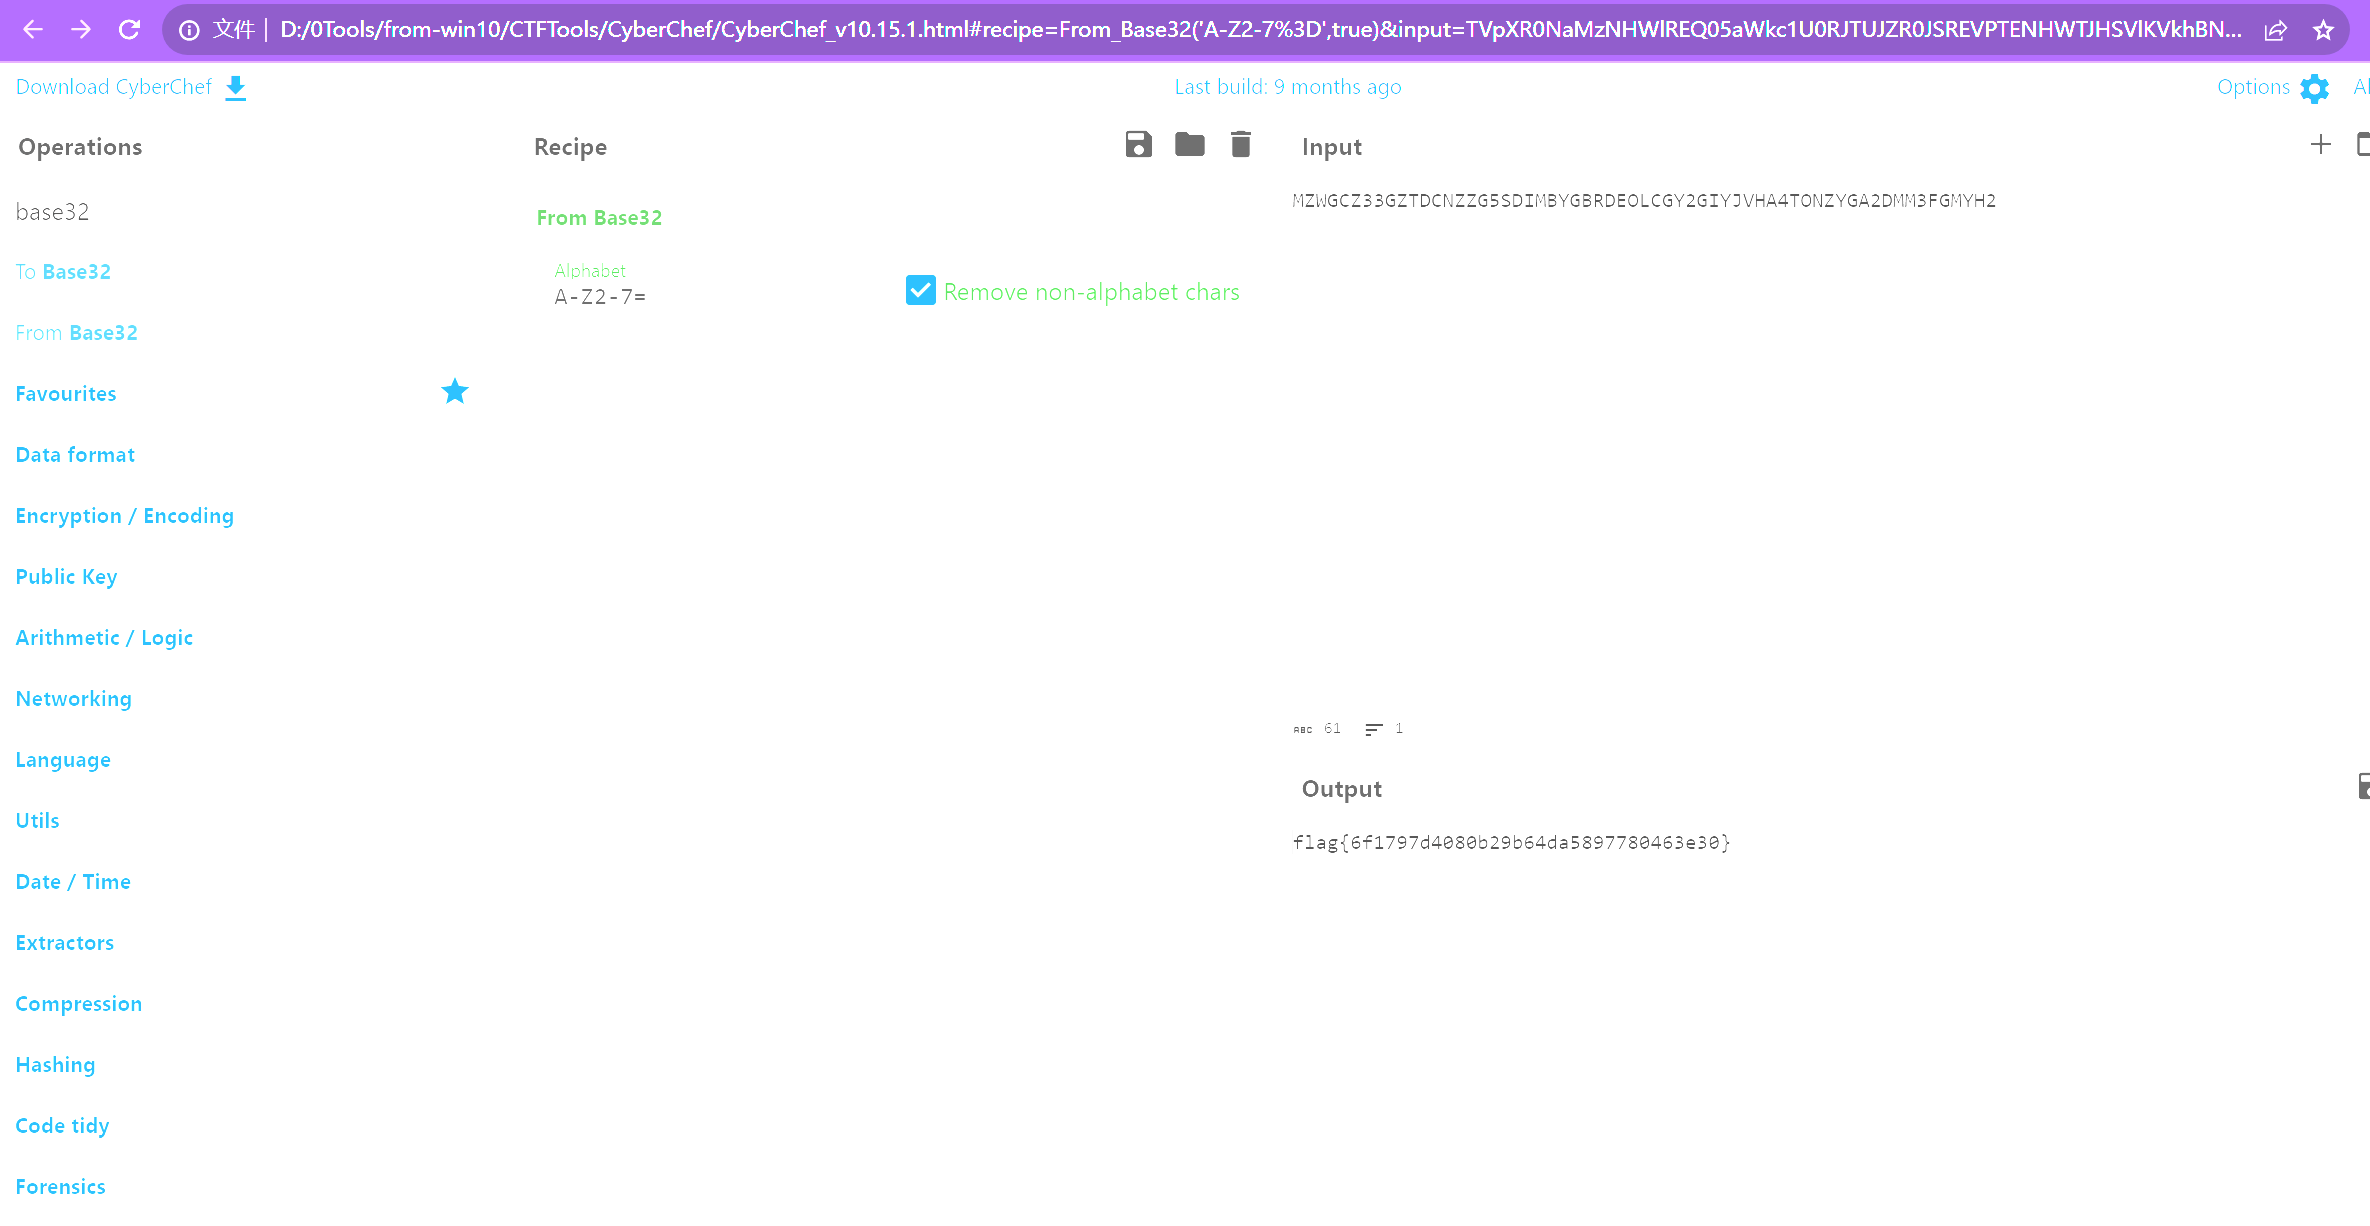 文件 | D:/0Tools/from-win10/CTFTools/CyberChef/CyberChef_v10.15.1.html#recipe=From_Base32('A-Z2-7%3D',true)&input=TVpXR0NaMzNHWlREQ05aWkc1U0RJTUJZR0JSREVPTENHWTJHSVlKVkhBN...
Download CyberChef
Last build: 9 months ago
Options
Operations
Recipe
Input
base32
To Base32
From Base32
Favourites
Data format
Encryption / Encoding
Public Key
Arithmetic / Logic
Networking
Language
Utils
Date / Time
Extractors
Compression
Hashing
Code tidy
Forensics
From Base32
Alphabet
A-Z2-7=
Remove non-alphabet chars
MZWGCZ33GZTDCNZZG5SDIMBYGBRDEOLCGY2GIYJVHA4TONZYGA2DMM3FGMYH2
ABC 61 1
Output
flag{6f1797d4080b29b64da5897780463e30}